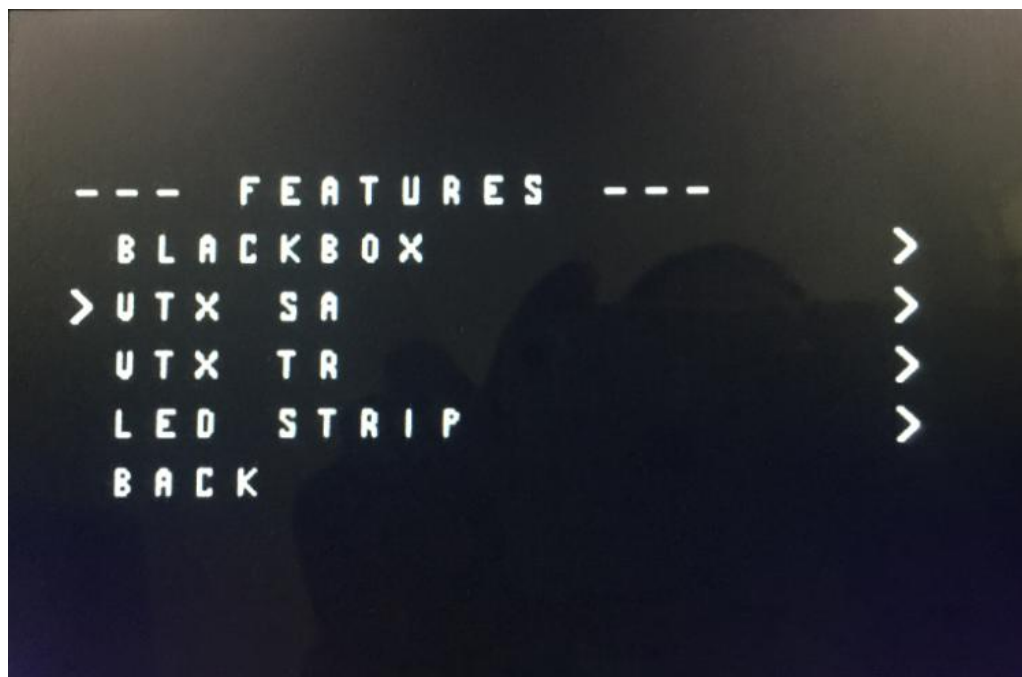 --- FEATURES ---
BLACKBOX >
>VTX SA >
VTX TR >
LED STRIP >
BACK